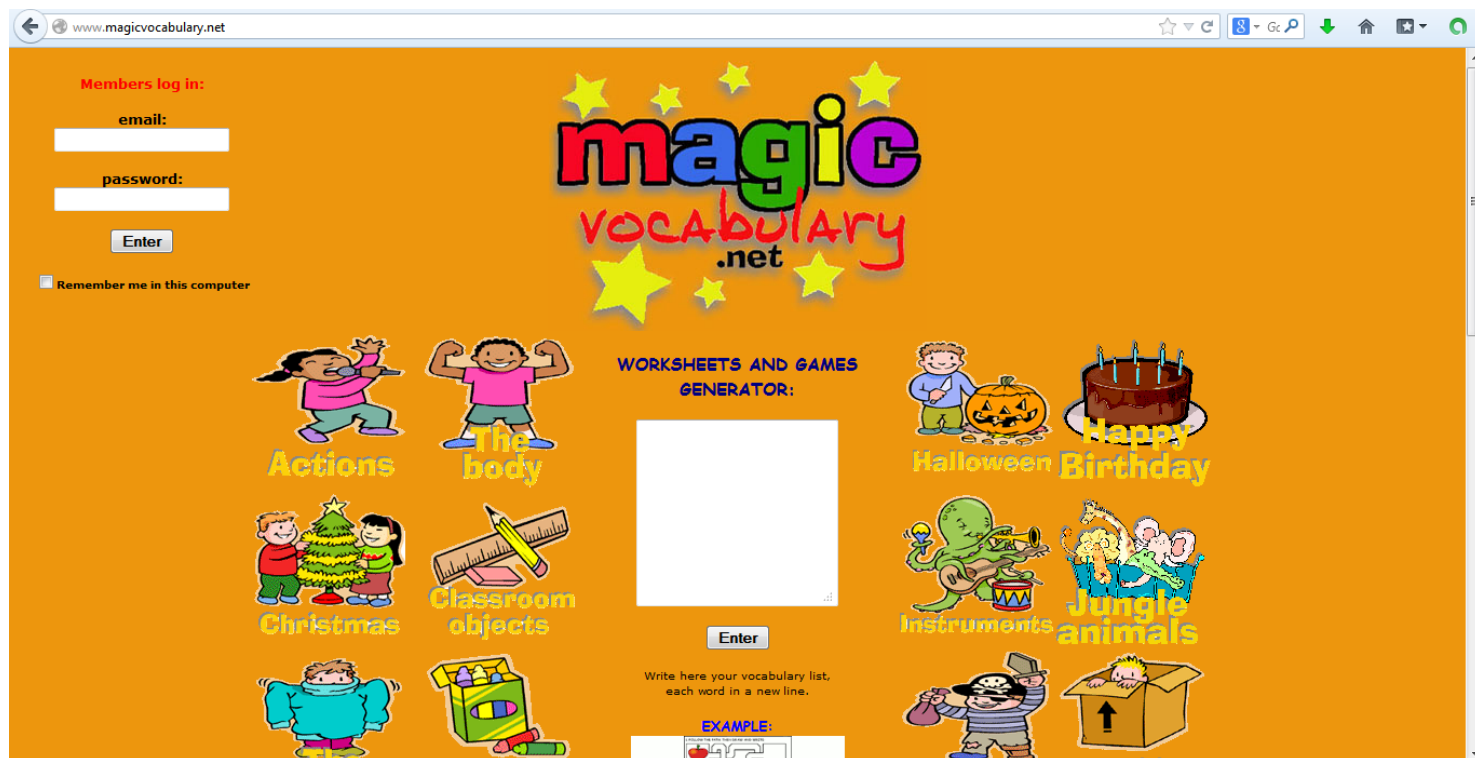 www.magicvocabulary.net
8
Members log in:
email:
password:
Enter
Remember me in this computer
magic
vocabulary
.net
Actions
The
body
WORKSHEETS AND GAMES
GENERATOR:
Halloween
Happy
Birthday
Christmas
Classroom
objects
Enter
Instruments
Jungle
animals
Write here your vocabulary list,
each word in a new line.
EXAMPLE:
The